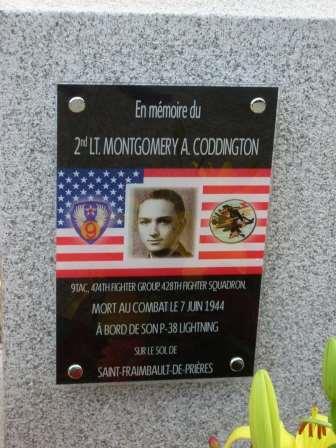 En mémoire du
2nd LT. MONTGOMERY A. CODDINGTON
9
9TAC, 474TH FIGHTER GROUP, 428TH FIGHTER SQUADRON,
MORT AU COMBAT LE 7 JUIN 1944
À BORD DE SON P-38 LIGHTNING
SUR LE SOL DE
SAINT-FRAIMBAULT-DE-PRIÈRES